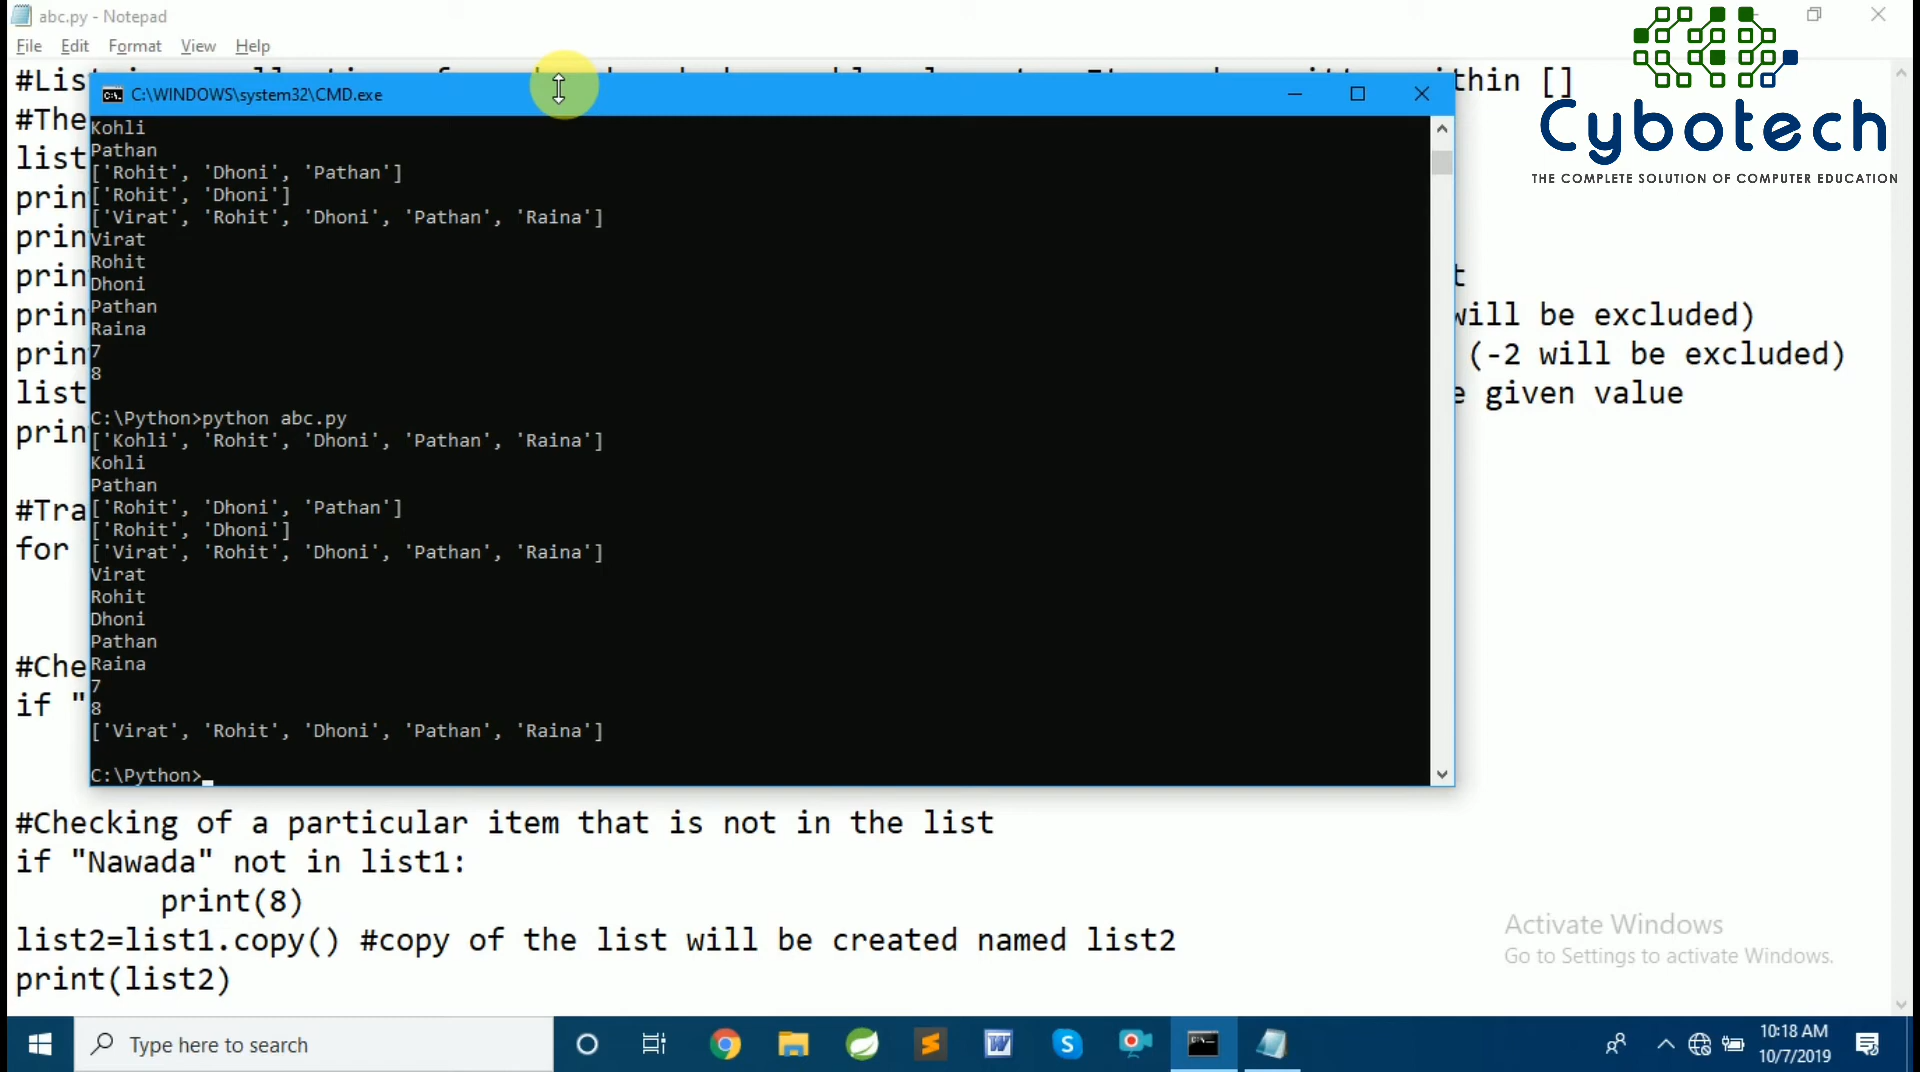 abc.py - Notepad
File Edit Format View Help
#Lis
thin []
#The
list
prin
prin
prin
prin
will be excluded)
prin
(-2 will be excluded)
list
given value
prin
#Tra
for
#Che
if "
C:\WINDOWS\system32\CMD.exe
Kohli
Pathan
['Rohit', 'Dhoni', 'Pathan']
['Rohit', 'Dhoni']
['Virat', 'Rohit', 'Dhoni', 'Pathan', 'Raina']
Virat
Rohit
Dhoni
Pathan
Raina
7
8
C:\Python>python abc.py
['Kohli', 'Rohit', 'Dhoni', 'Pathan', 'Raina']
Kohli
Pathan
['Rohit', 'Dhoni', 'Pathan']
['Rohit', 'Dhoni']
['Virat', 'Rohit', 'Dhoni', 'Pathan', 'Raina']
Virat
Rohit
Dhoni
Pathan
Raina
7
8
['Virat', 'Rohit', 'Dhoni', 'Pathan', 'Raina']
C:\Python>
#Checking of a particular item that is not in the list
if "Nawada" not in list1:
print(8)
list2=list1.copy() #copy of the list will be created named list2
print(list2)
Cybotech
THE COMPLETE SOLUTION OF COMPUTER EDUCATION
Activate Windows
Go to Settings to activate Windows.
Type here to search
10:18 AM
10/7/2019